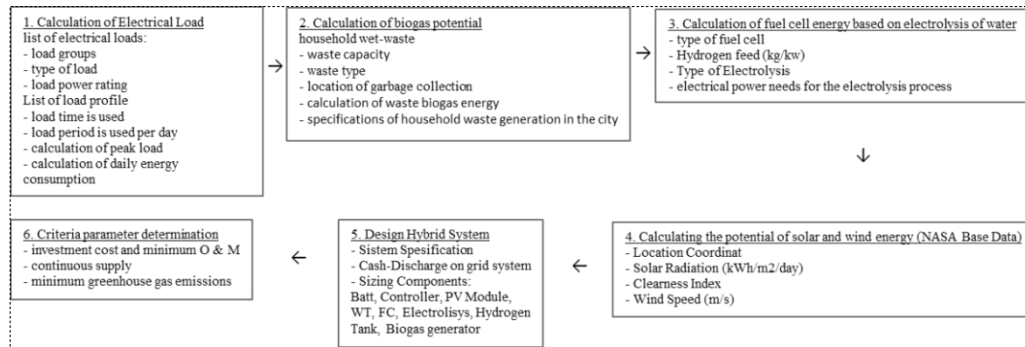 1. Calculation of Electrical Load
list of electrical loads:
- load groups
- type of load
- load power rating
List of load profile
- load time is used
- load period is used per day
- calculation of peak load
- calculation of daily energy
consumption
→
2. Calculation of biogas potential
household wet-waste
- waste capacity
- waste type
- location of garbage collection
- calculation of waste biogas energy
- specifications of household waste generation in the city
→
3. Calculation of fuel cell energy based on electrolysis of water
- type of fuel cell
- Hydrogen feed (kg/kw)
- Type of Electrolysis
- electrical power needs for the electrolysis process
↓
4. Calculating the potential of solar and wind energy (NASA Base Data)
- Location Coordinat
- Solar Radiation (kWh/m2/day)
- Clearness Index
- Wind Speed (m/s)
←
5. Design Hybrid System
- Sistem Spesification
- Cash-Discharge on grid system
- Sizing Components:
Batt, Controller, PV Module,
WT, FC, Electrolisys, Hydrogen
Tank, Biogas generator
←
6. Criteria parameter determination
- investment cost and minimum O & M
- continuous supply
- minimum greenhouse gas emissions